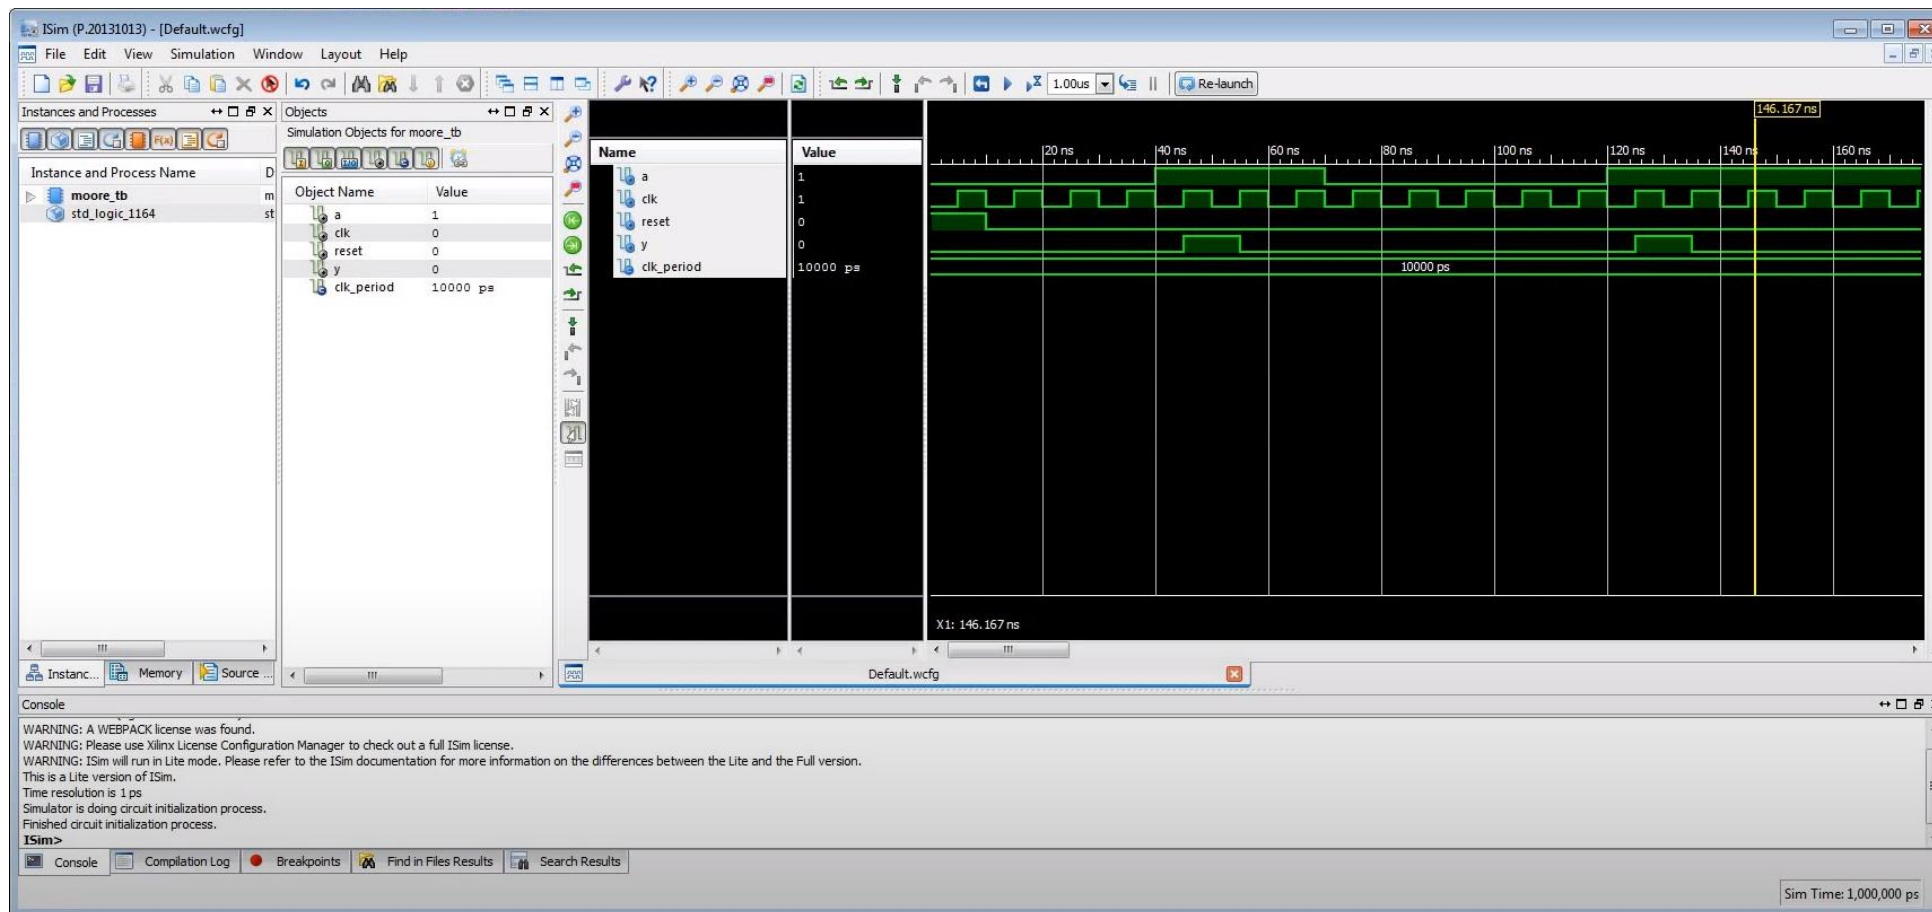 ISim (P.20131013) - [Default.wcfg]
File Edit View Simulation Window Layout Help
1.00us Re-launch
Instances and Processes
Instance and Process Name D
moore_tb m
std_logic_1164 st
Instanc... Memory Source ...
Objects
Simulation Objects for moore_tb
Object Name Value
a 1
clk 0
reset 0
y 0
clk_period 10000 ps
Name Value
a 1
clk 1
reset 0
y 0
clk_period 10000 ps
146.167 ns
20 ns 40 ns 60 ns 80 ns 100 ns 120 ns 140 ns 160 ns
10000 ps
X1: 146.167 ns
Default.wcfg
Console
WARNING: A WEBPACK license was found.
WARNING: Please use Xilinx License Configuration Manager to check out a full ISim license.
WARNING: ISim will run in Lite mode. Please refer to the ISim documentation for more information on the differences between the Lite and the Full version.
This is a Lite version of ISim.
Time resolution is 1 ps
Simulator is doing circuit initialization process.
Finished circuit initialization process.
ISim>
Console Compilation Log Breakpoints Find in Files Results Search Results
Sim Time: 1,000,000 ps